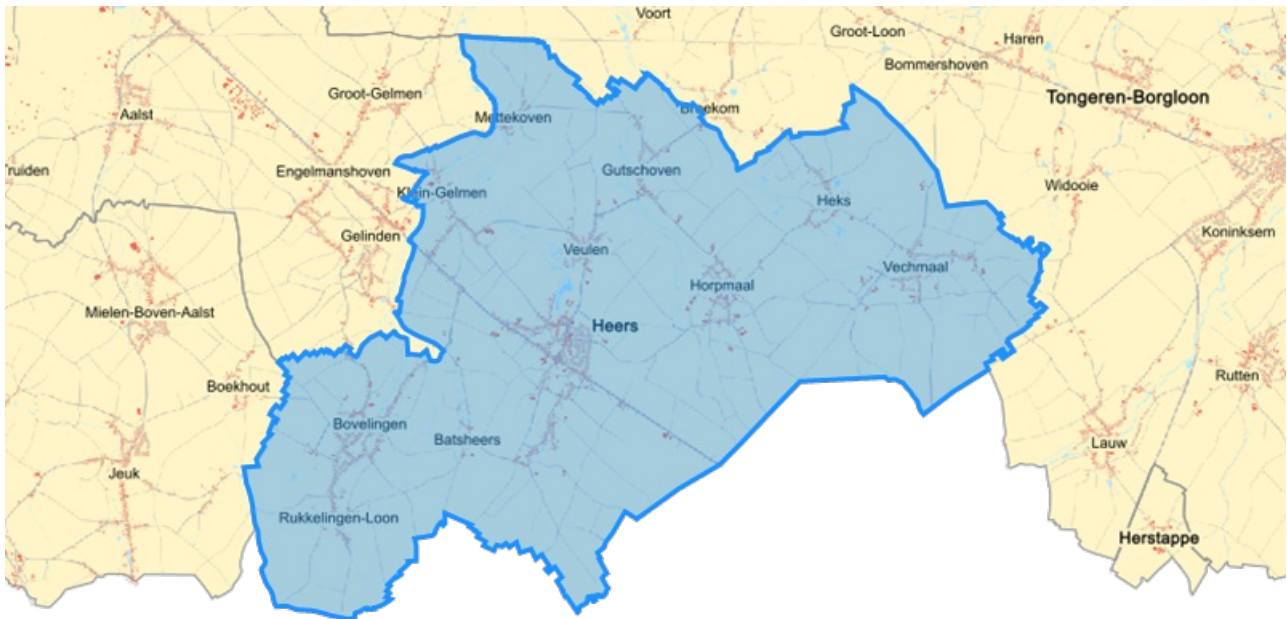 Voort
Groot-Loon
Haren
Bommershoven
Groot-Gelmen
Tongeren-Borgloon
Aalst
Mettekoven
Broekom
Truiden
Engelmanshoven
Gutschoven
Klein-Gelmen
Widooie
Heks
Gelinden
Koninksem
Veulen
Vechmaal
Horpmaal
Mielen-Boven-Aalst
Heers
Boekhout
Rutten
Bovelingen
Batsheers
Lauw
Jeuk
Rukkelingen-Loon
Herstappe